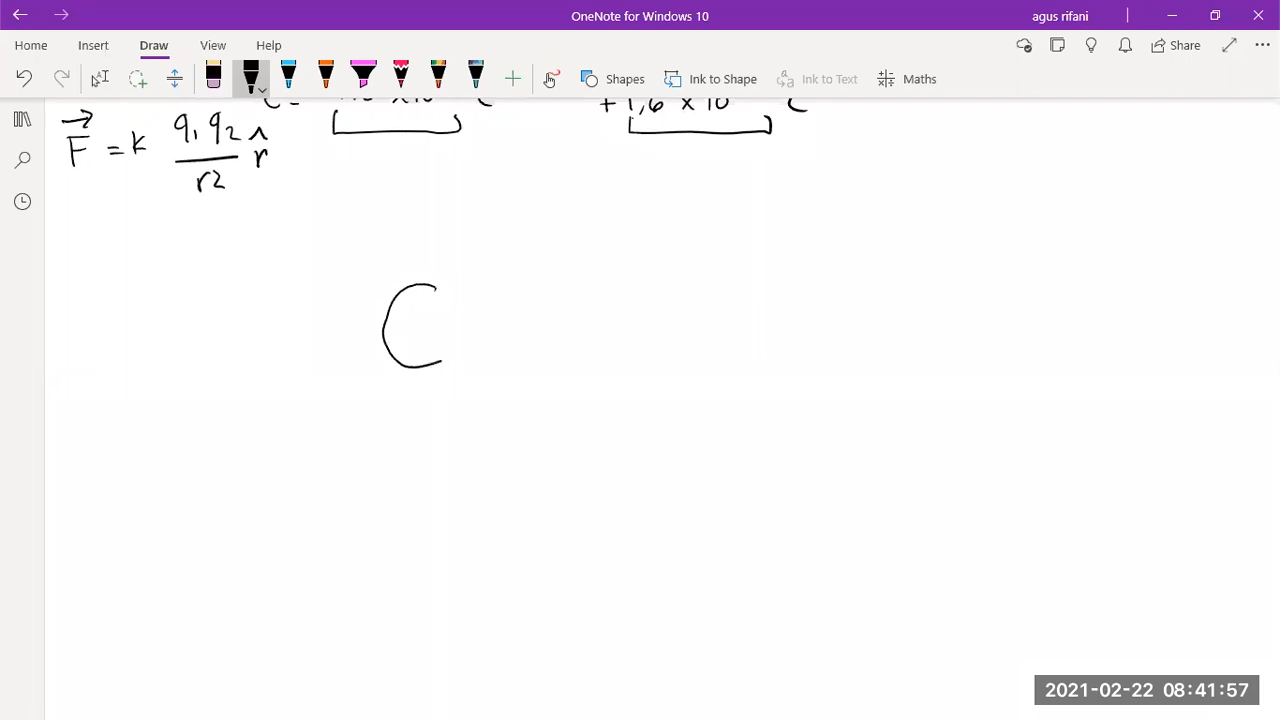 OneNote for Windows 10
agus rifani
Home Insert Draw View Help
Share
Shapes Ink to Shape Ink to Text Maths
+1,6 x 10 C
F = k q1 q2 r̂
r2
C
2021-02-22 08:41:57